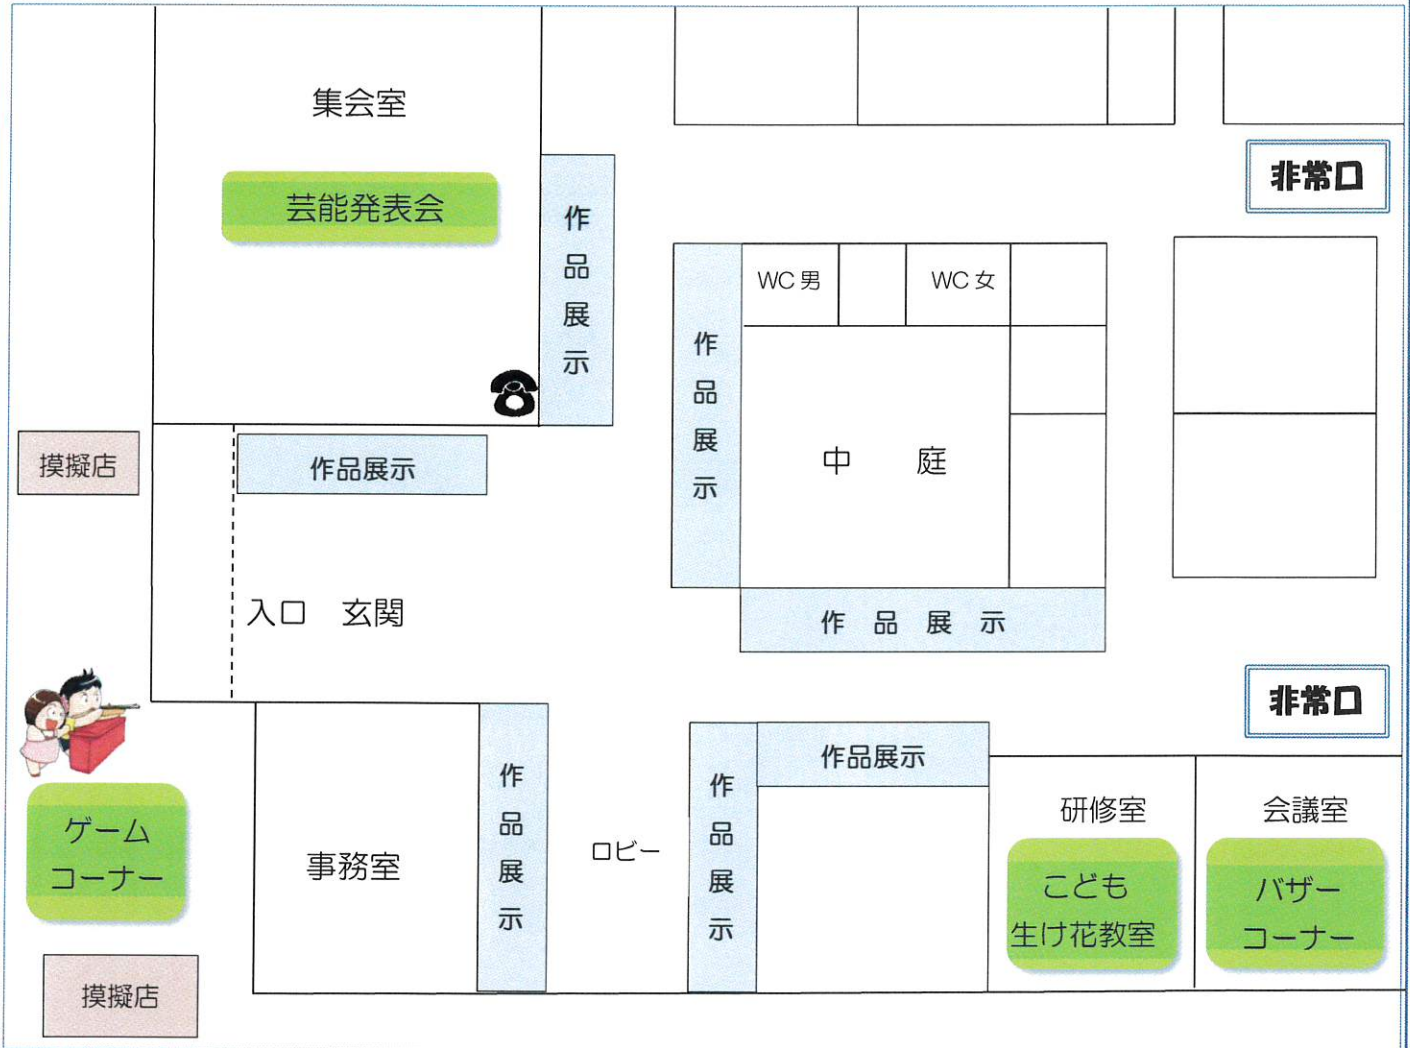 集会室
芸能発表会
非常口
作品展示
WC男
WC女
作品展示
中　庭
摸擬店
作品展示
入口　玄関
作品展示
非常口
ゲーム
コーナー
事務室
作品展示
ロビー
作品展示
作品展示
研修室
こども
生け花教室
会議室
バザー
コーナー
摸擬店